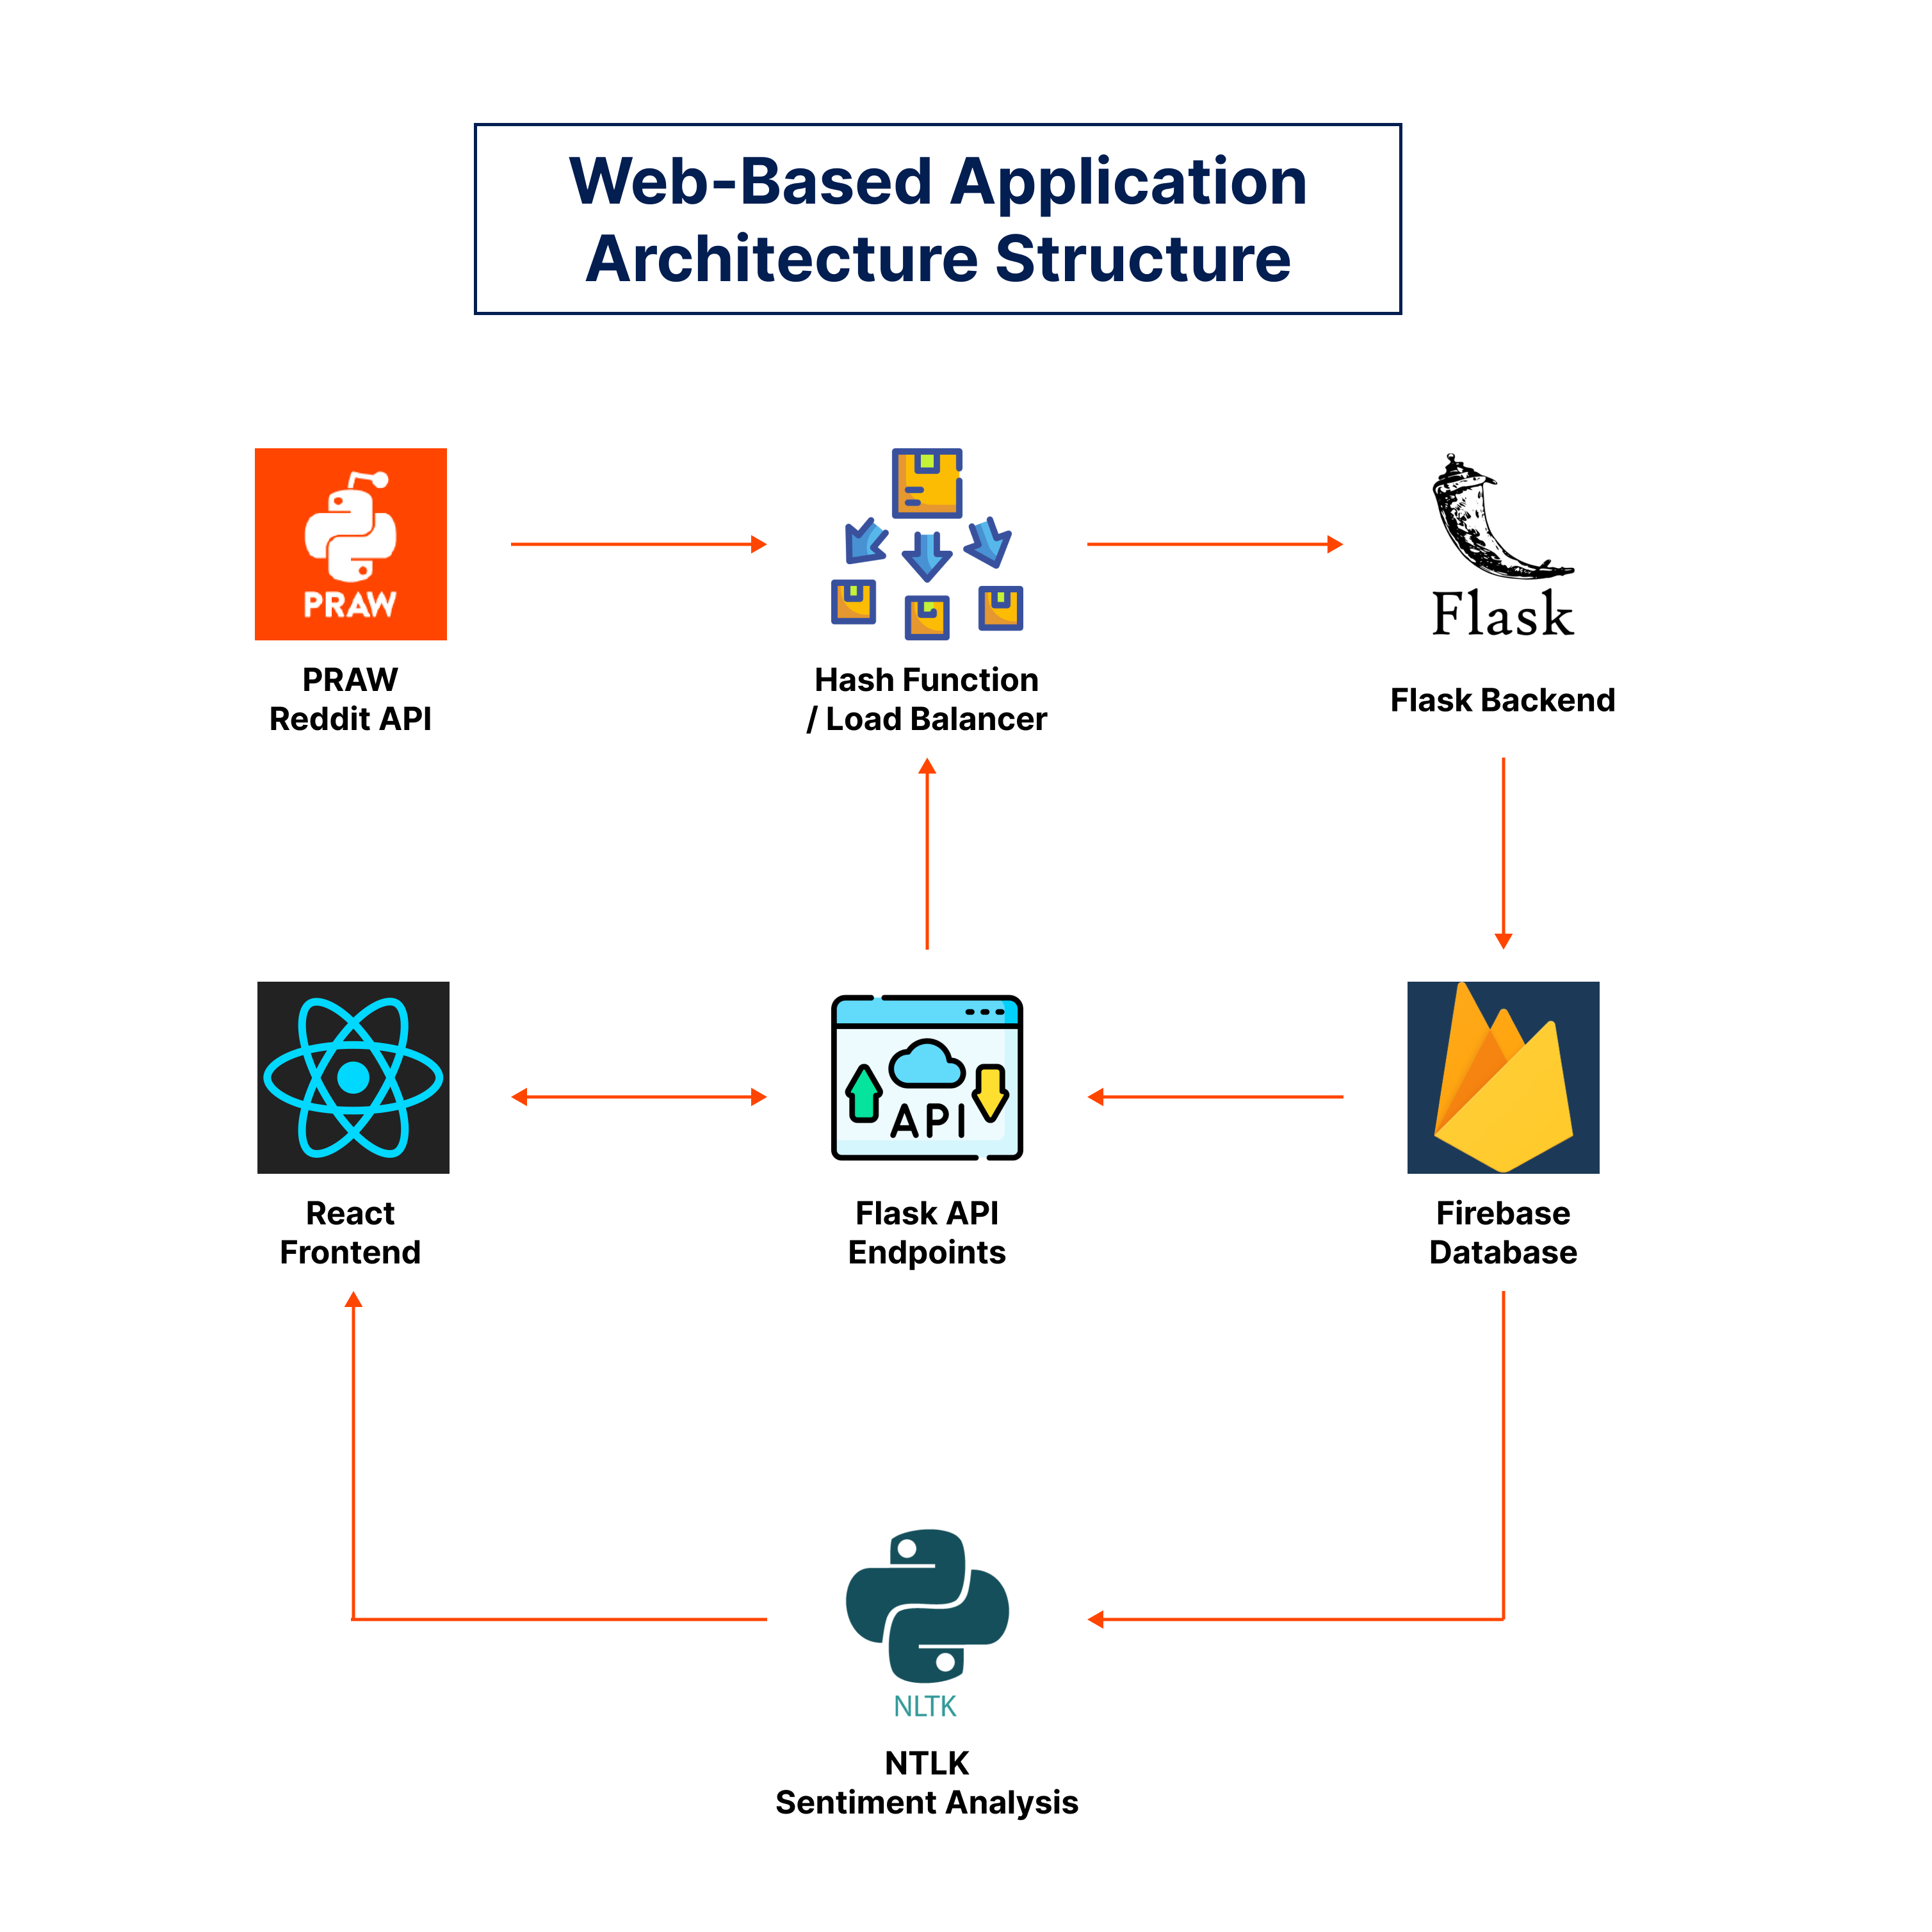 Web-Based Application
Architecture Structure
PRAW
PRAW
Reddit API
Hash Function
/ Load Balancer
Flask
Flask Backend
React
Frontend
API
Flask API
Endpoints
Firebase
Database
NLTK
NTLK
Sentiment Analysis